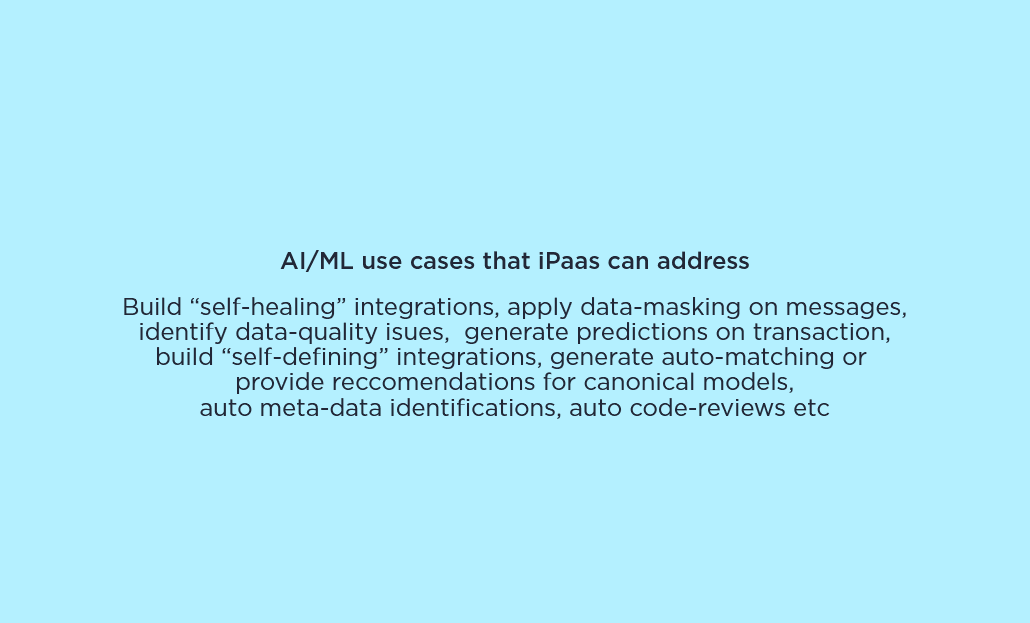 AI/ML use cases that iPaas can address
Build “self-healing” integrations, apply data-masking on messages,
identify data-quality isues,  generate predictions on transaction,
build “self-defining” integrations, generate auto-matching or
provide reccomendations for canonical models,
auto meta-data identifications, auto code-reviews etc